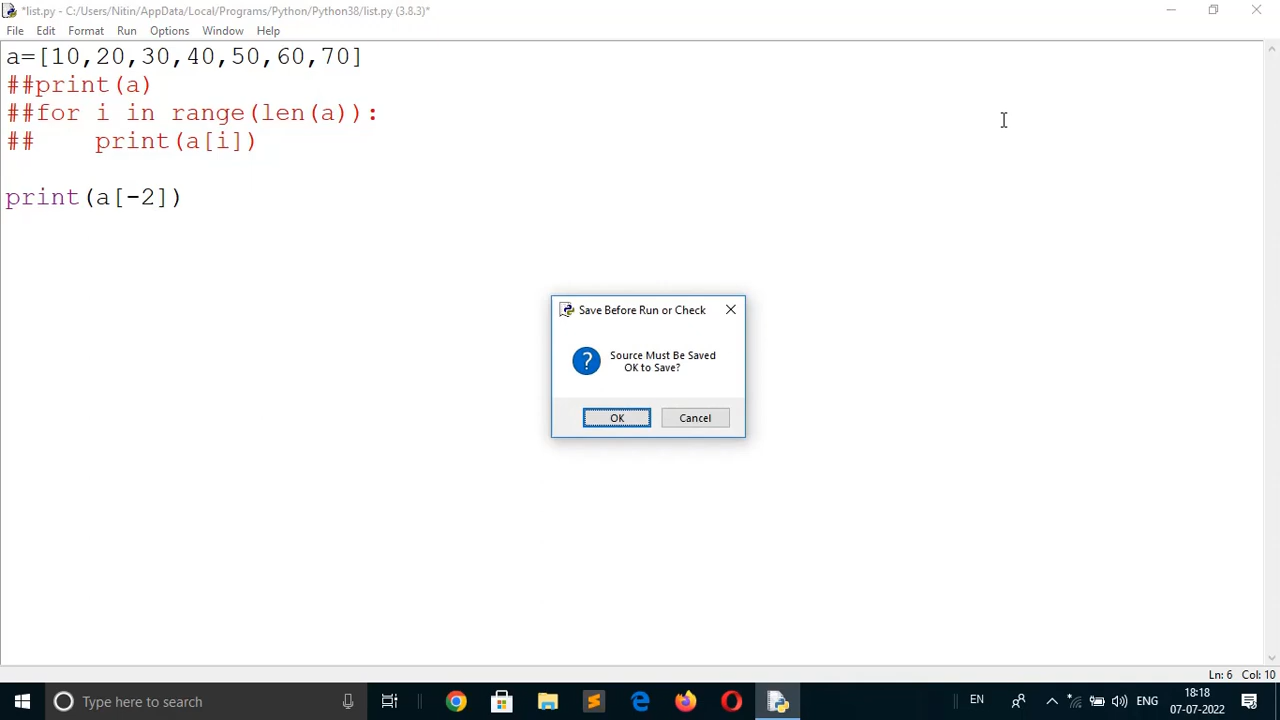 *list.py - C:/Users/Nitin/AppData/Local/Programs/Python/Python38/list.py (3.8.3)*
File Edit Format Run Options Window Help
a=[10,20,30,40,50,60,70]
##print(a)
##for i in range(len(a)):
##    print(a[i])
print(a[-2])
Save Before Run or Check
?
Source Must Be Saved
OK to Save?
OK Cancel
Ln: 6 Col: 10
Type here to search
EN
ENG
18:18
07-07-2022